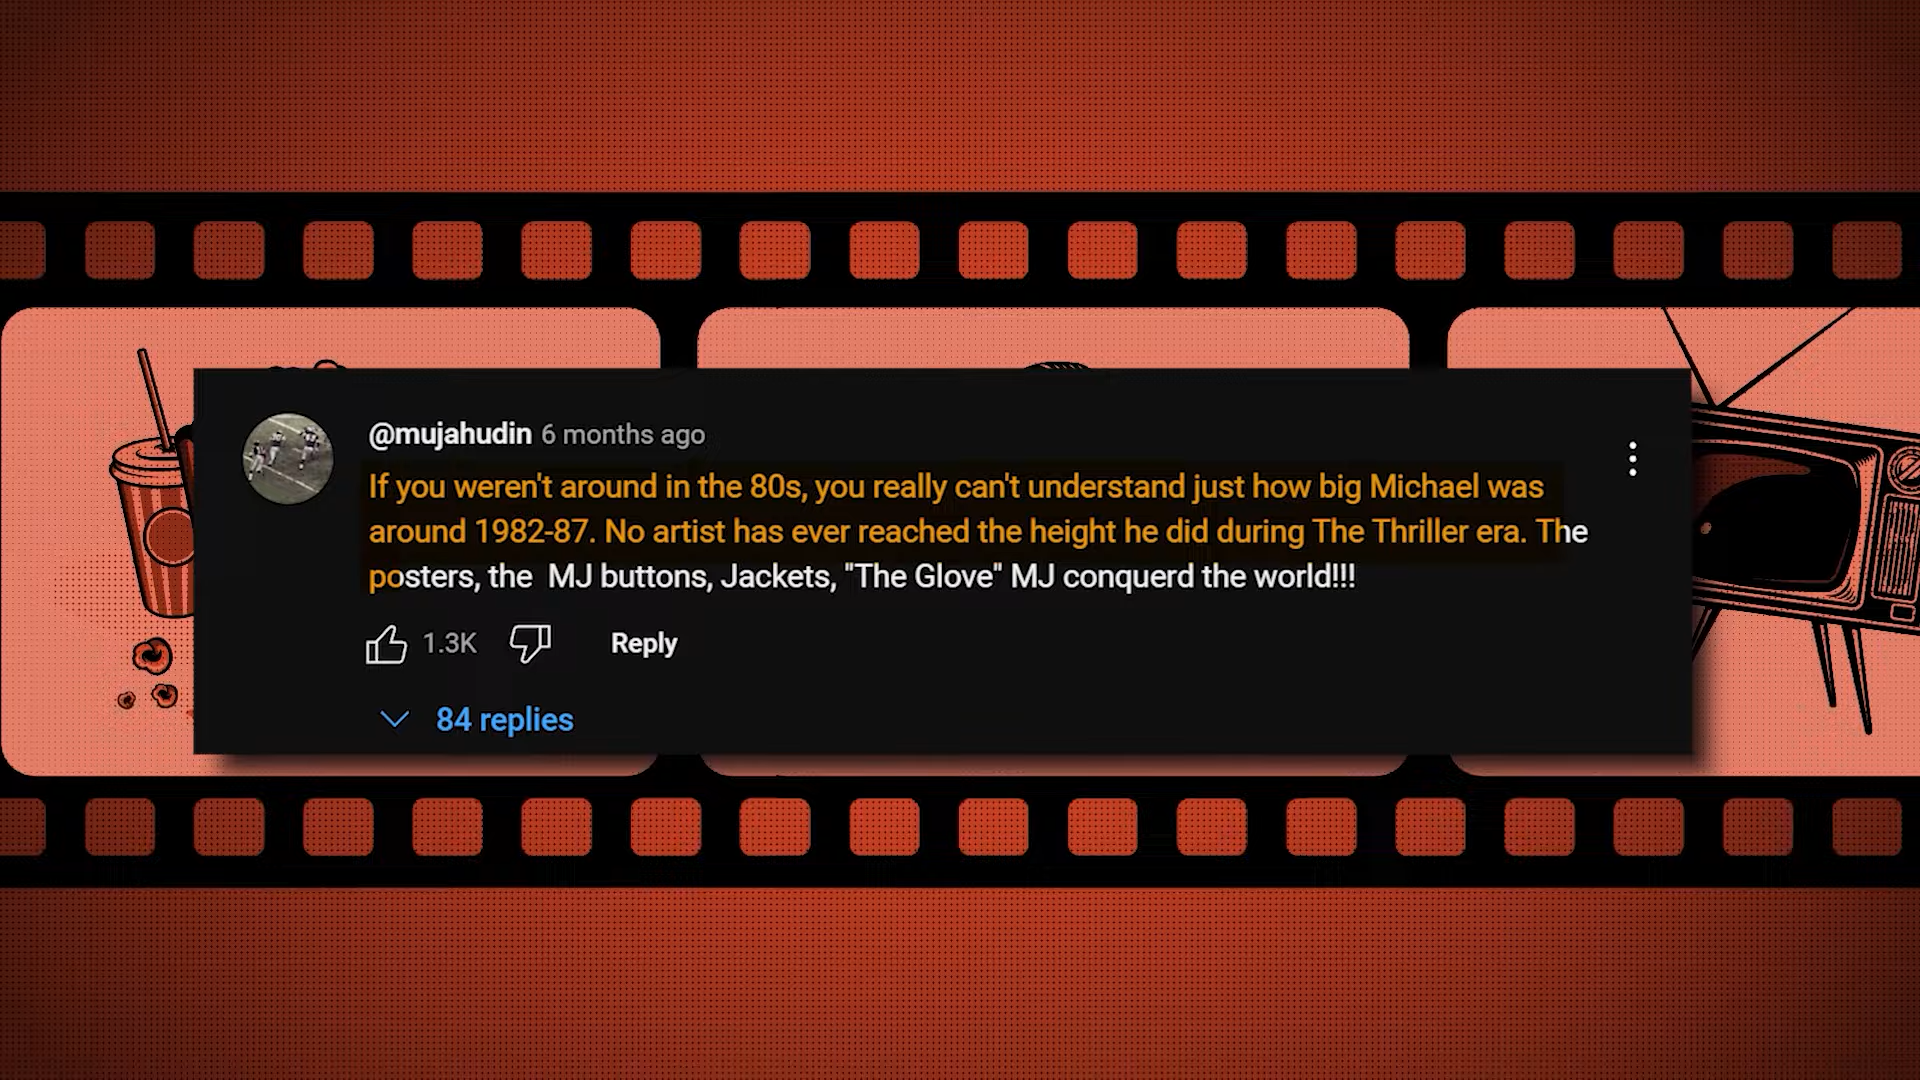 @mujahudin 6 months ago
If you weren't around in the 80s, you really can't understand just how big Michael was
around 1982-87. No artist has ever reached the height he did during The Thriller era. The
posters, the  MJ buttons, Jackets, "The Glove" MJ conquerd the world!!!
1.3K Reply
84 replies